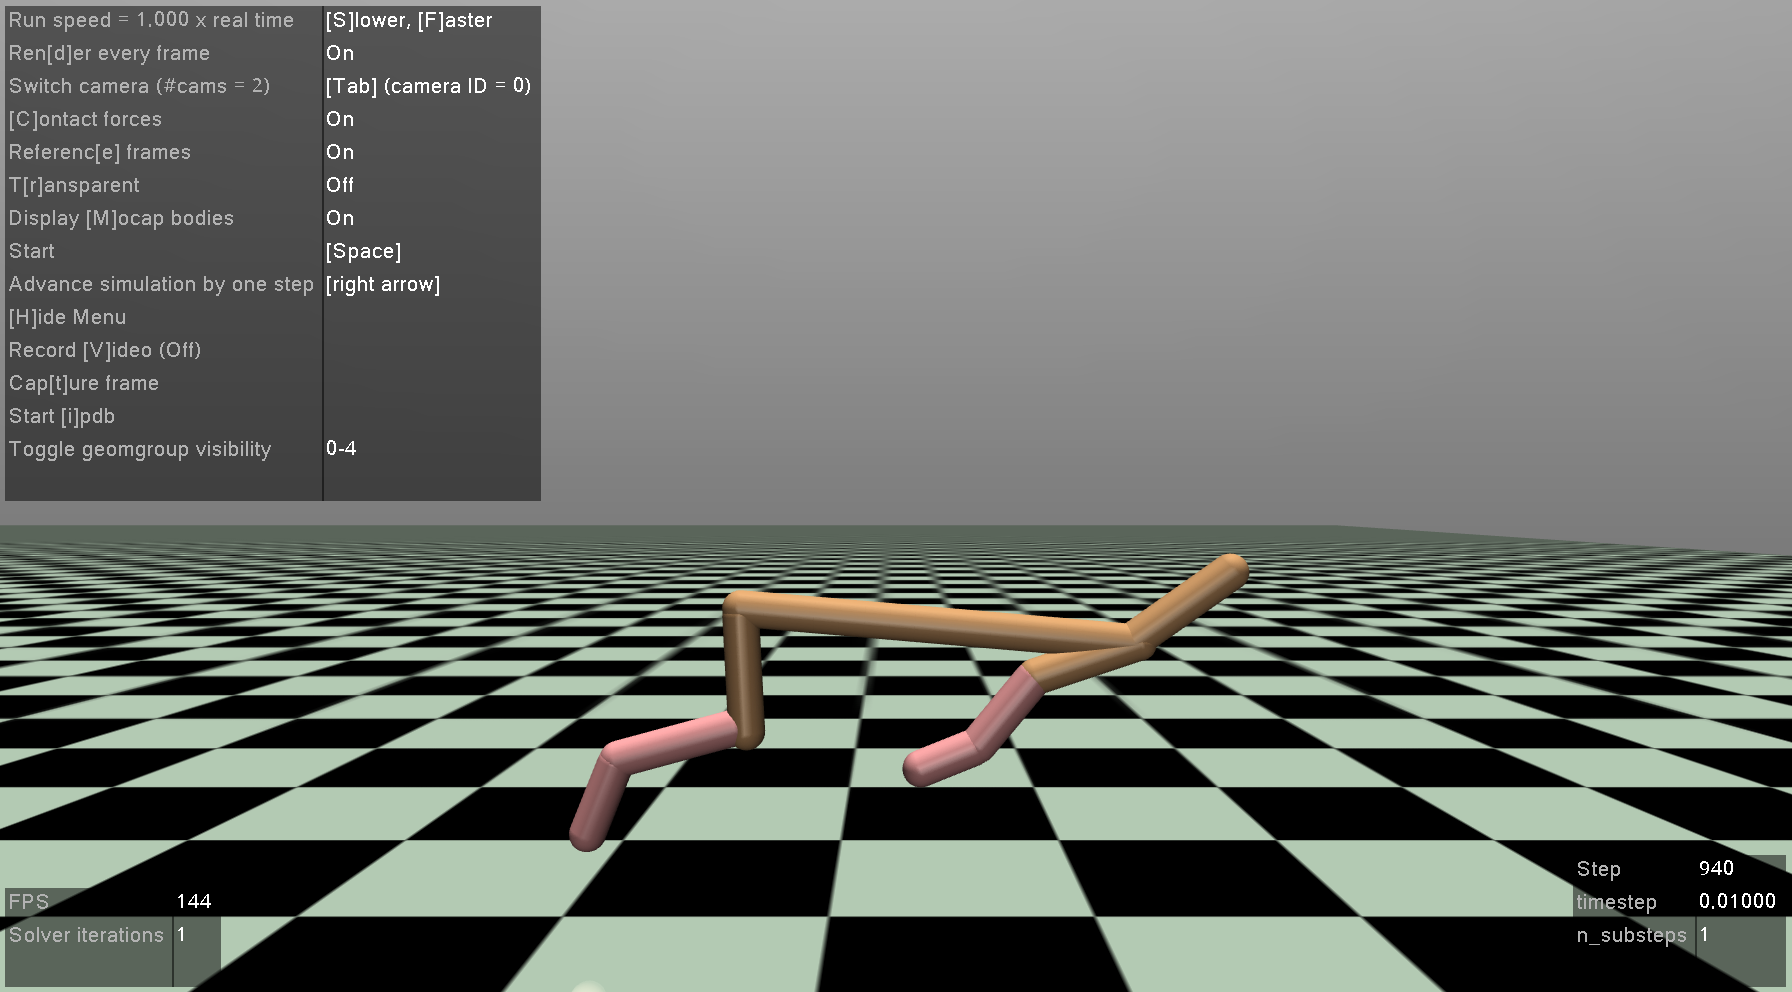 Run speed = 1.000 x real time [S]lower, [F]aster
Ren[d]er every frame On
Switch camera (#cams = 2) [Tab] (camera ID = 0)
[C]ontact forces On
Referenc[e] frames On
T[r]ansparent Off
Display [M]ocap bodies On
Start [Space]
Advance simulation by one step [right arrow]
[H]ide Menu
Record [V]ideo (Off)
Cap[t]ure frame
Start [i]pdb
Toggle geomgroup visibility 0-4
FPS 144
Solver iterations 1
Step 940
timestep 0.01000
n_substeps 1